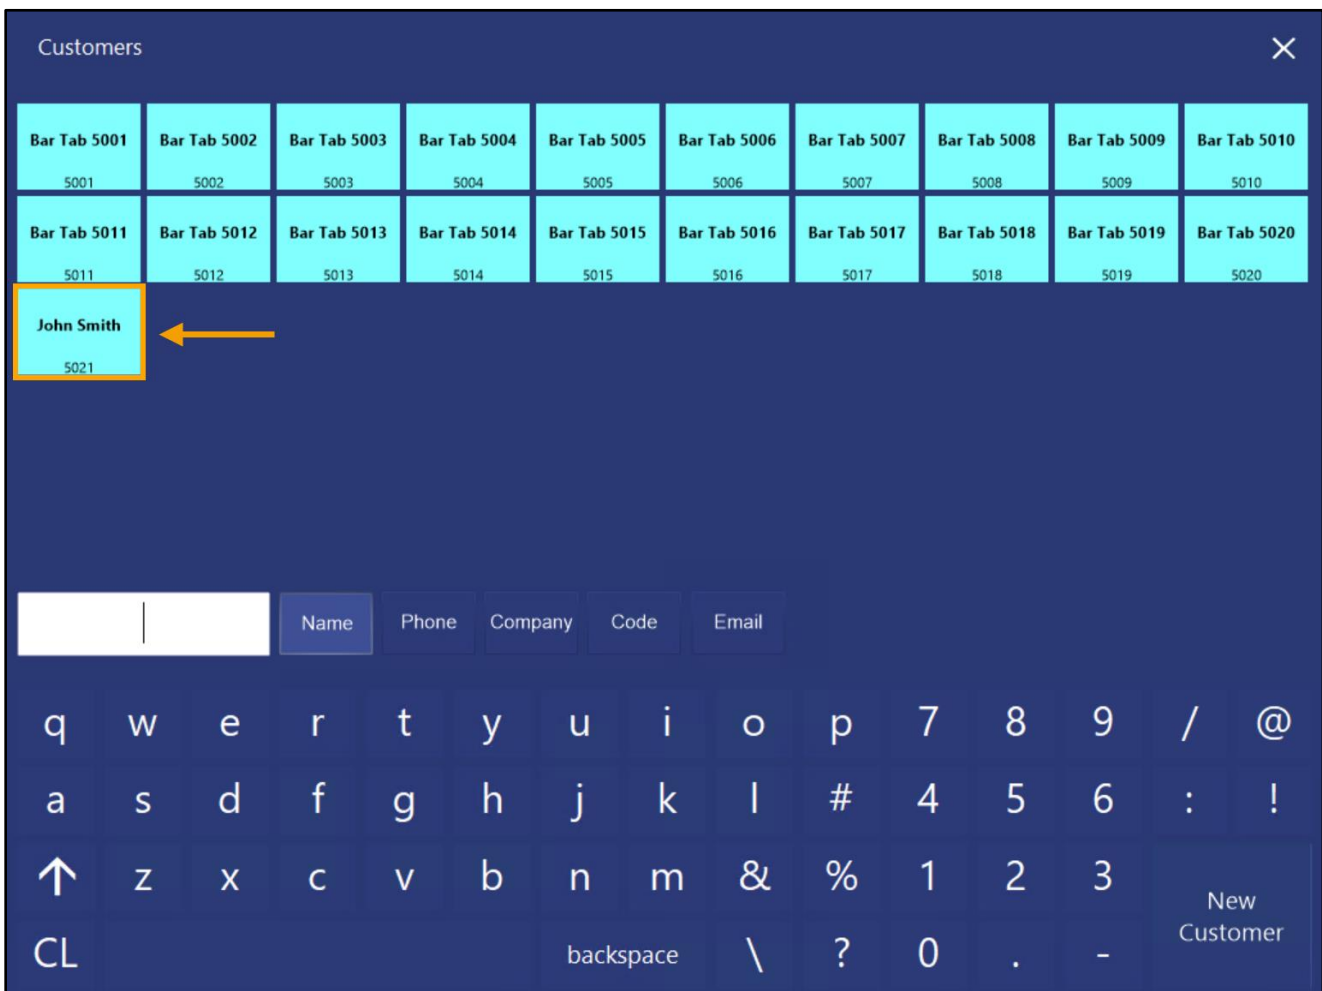 Customers
Bar Tab 5001 Bar Tab 5002 Bar Tab 5003 Bar Tab 5004 Bar Tab 5005 Bar Tab 5006 Bar Tab 5007 Bar Tab 5008 Bar Tab 5009 Bar Tab 5010
5001 5002 5003 5004 5005 5006 5007 5008 5009 5010
Bar Tab 5011 Bar Tab 5012 Bar Tab 5013 Bar Tab 5014 Bar Tab 5015 Bar Tab 5016 Bar Tab 5017 Bar Tab 5018 Bar Tab 5019 Bar Tab 5020
5011 5012 5013 5014 5015 5016 5017 5018 5019 5020
John Smith
5021
Name Phone Company Code Email
q w e r t y u i o p 7 8 9 / @
a s d f g h j k l # 4 5 6 : !
z x c v b n m & % 1 2 3
New
Customer
CL backspace \ ? 0 . -